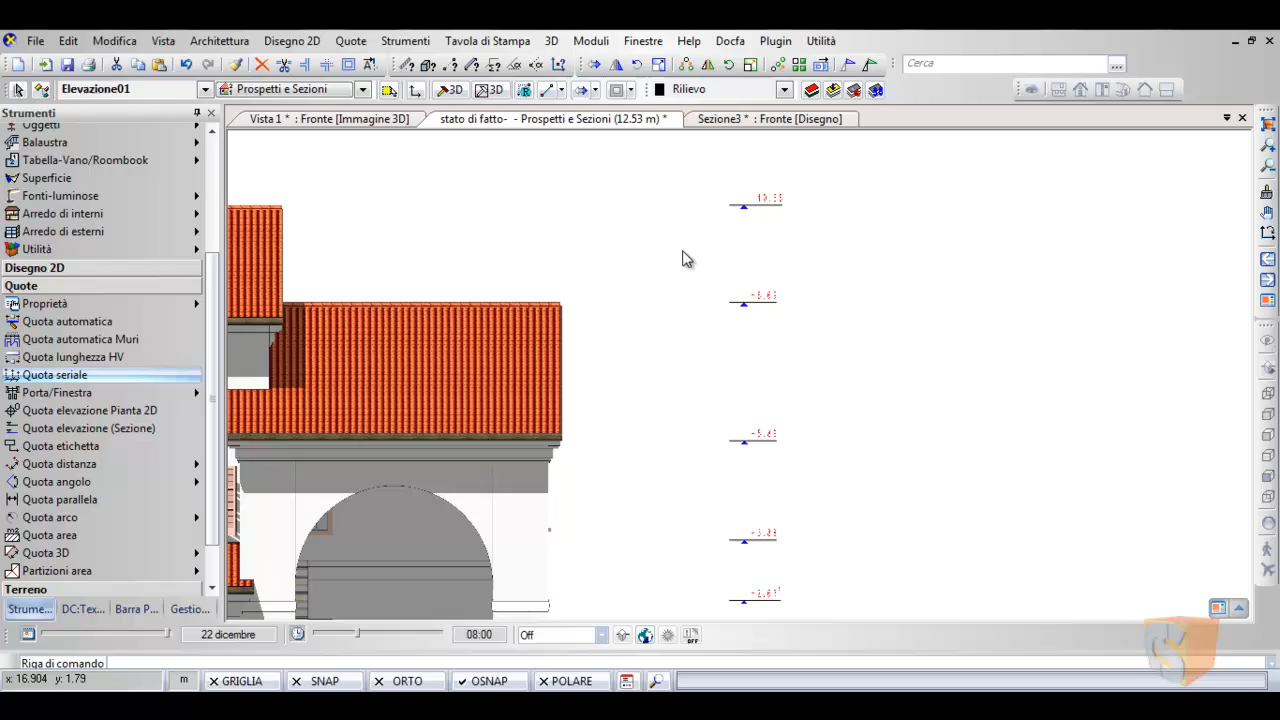 File Edit Modifica Vista Architettura Disegno 2D Quote Strumenti Tavola di Stampa 3D Moduli Finestre Help Docfa Plugin Utilità
Cerca
Elevazione01 Prospetti e Sezioni 3D 3D Rilievo
Strumenti
Vista 1 * : Fronte [Immagine 3D] stato di fatto- - Prospetti e Sezioni (12.53 m) * Sezione3 * : Fronte [Disegno]
Oggetti
Balaustra
Tabella-Vano/Roombook
Superficie
Fonti-luminose
Arredo di interni
Arredo di esterni
Utilità
Disegno 2D
Quote
Proprietà
Quota automatica
Quota automatica Muri
Quota lunghezza HV
Quota seriale
Porta/Finestra
Quota elevazione Pianta 2D
Quota elevazione (Sezione)
Quota etichetta
Quota distanza
Quota angolo
Quota parallela
Quota arco
Quota area
Quota 3D
Partizioni area
Terreno
Strume... DC:Tex... Barra P... Gestio...
22 dicembre 08:00 Off OFF
Riga di comando
x: 16.904 y: 1.79 m GRIGLIA SNAP ORTO OSNAP POLARE